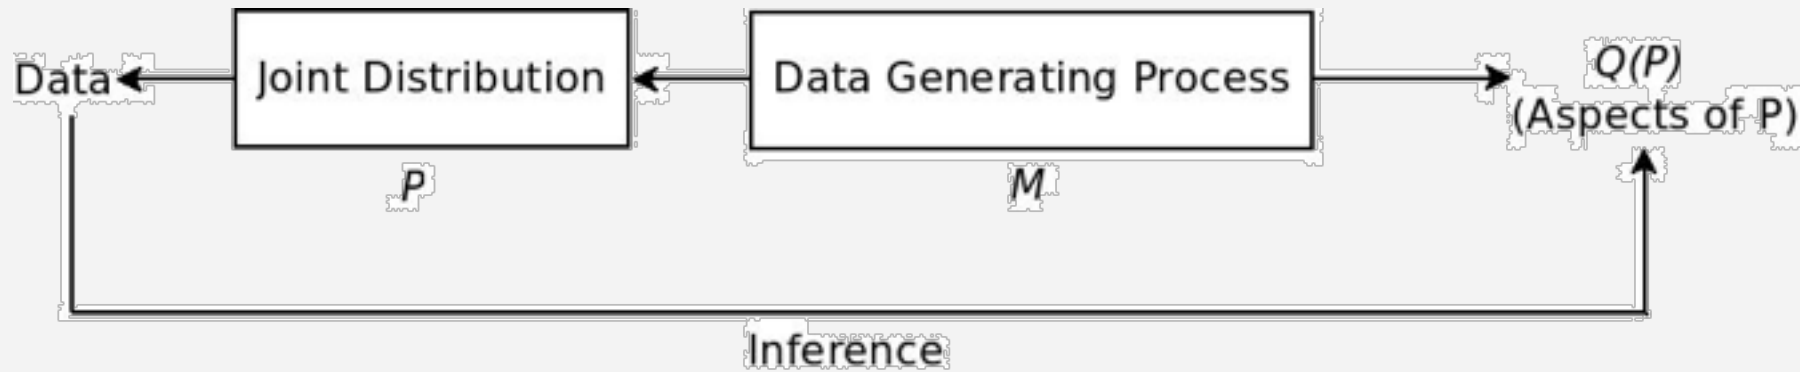 Data
Joint Distribution
Data Generating Process
Q(P)
(Aspects of P)
P
M
Inference